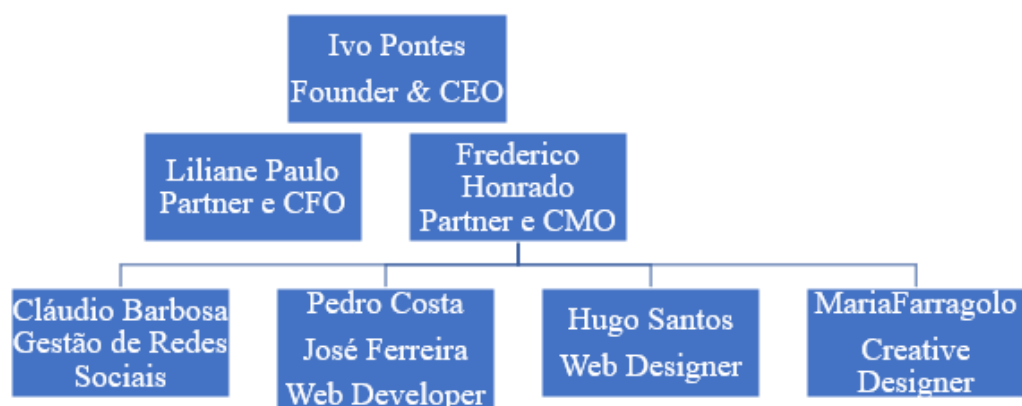 Ivo Pontes
Founder & CEO
Liliane Paulo
Partner e CFO
Frederico
Honrado
Partner e CMO
Cláudio Barbosa
Gestão de Redes
Sociais
Pedro Costa
José Ferreira
Web Developer
Hugo Santos
Web Designer
MariaFarragolo
Creative
Designer